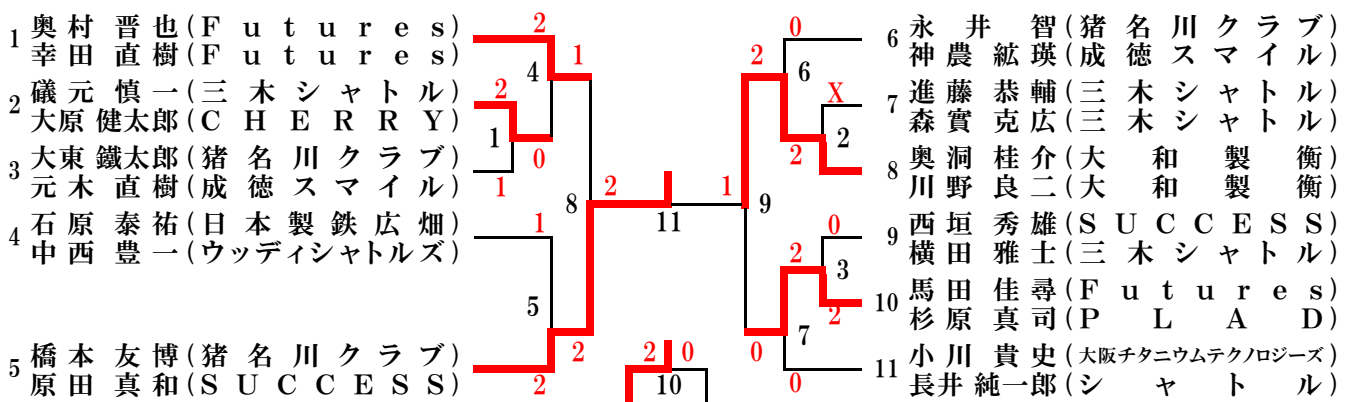 1 奥村 晋也(Futures)
幸田 直樹(Futures)
2 礒元 慎一(三木シャトル)
大原 健太郎(CHERRY)
3 大東 鐵太郎(猪名川クラブ)
元木 直樹(成徳スマイル)
4 石原 泰祐(日本製鉄広畑)
中西 豊一(ウッディシャトルズ)
5 橋本 友博(猪名川クラブ)
原田 真和(SUCCESS)
2
1
4
2
1
0
1
1
5
2
2
8
2
11
1
9
2 0
10
0
2
6
X
2
2
0
2
3
2
7
0
0
6 永井 智(猪名川クラブ)
神農 絋瑛(成徳スマイル)
7 進藤 恭輔(三木シャトル)
森實 克広(三木シャトル)
8 奥洞 桂介(大和製衡)
川野 良二(大和製衡)
9 西垣 秀雄(SUCCESS)
横田 雅士(三木シャトル)
10 馬田 佳尋(Futures)
杉原 真司(PLAD)
11 小川 貴史(大阪チタニウムテクノロジーズ)
長井 純一郎(シャトル)